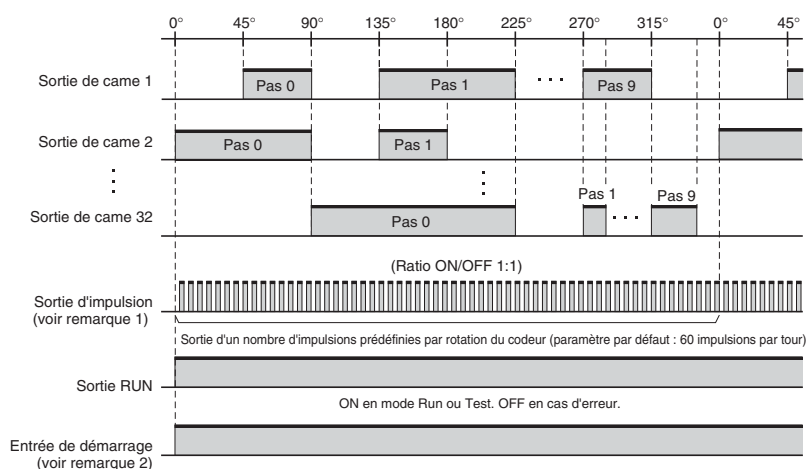 0° 45° 90° 135° 180° 225° 270° 315° 0° 45°
Sortie de came 1
Pas 0
Pas 1
. . .
Pas 9
Sortie de came 2
Pas 0
Pas 1
Sortie de came 32
Pas 0
Pas 1
. . .
Pas 9
(Ratio ON/OFF 1:1)
Sortie d'impulsion
(voir remarque 1)
Sortie d'un nombre d'impulsions prédéfinies par rotation du codeur (paramètre par défaut : 60 impulsions par tour)
Sortie RUN
ON en mode Run ou Test. OFF en cas d'erreur.
Entrée de démarrage
(voir remarque 2)